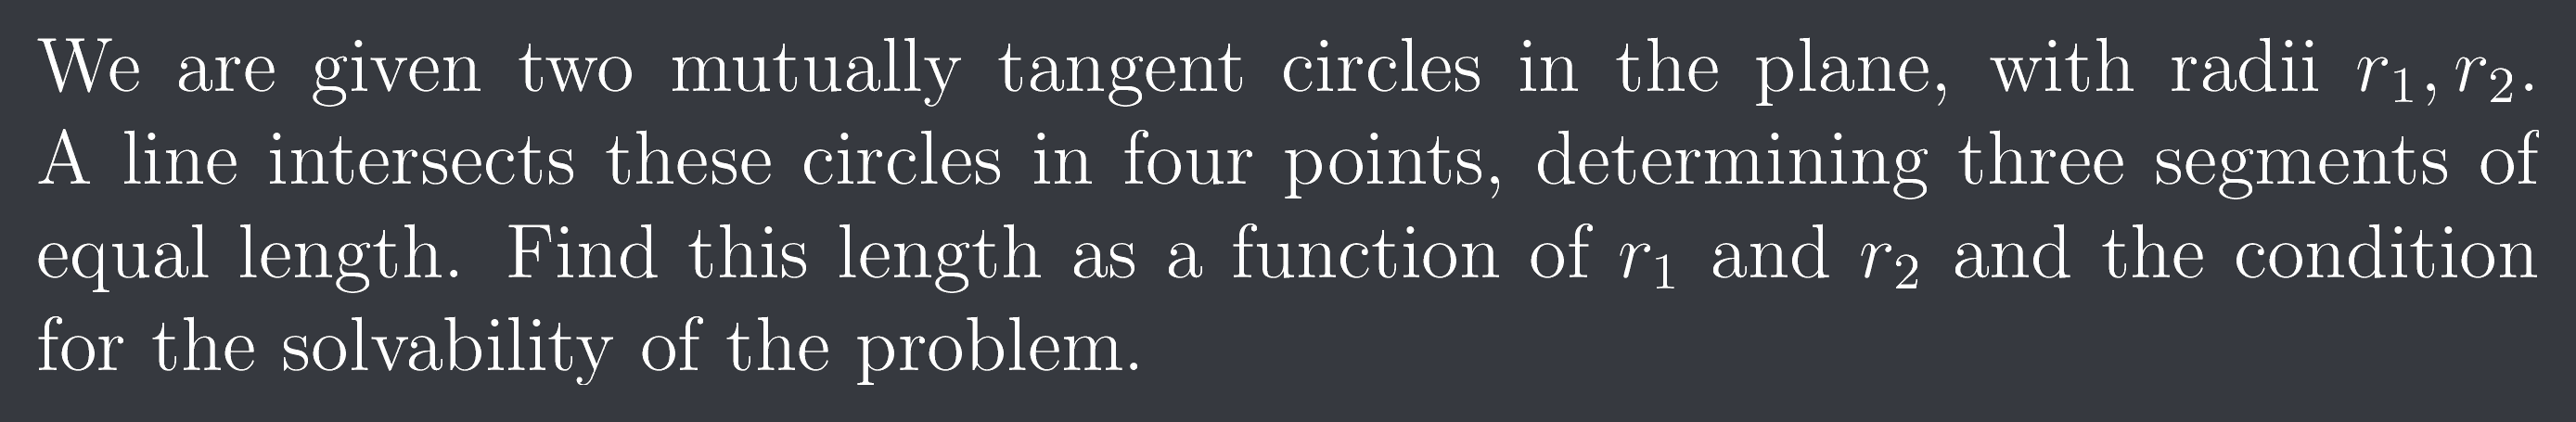 We are given two mutually tangent circles in the plane, with radii $r_1, r_2$.
A line intersects these circles in four points, determining three segments of
equal length. Find this length as a function of $r_1$ and $r_2$ and the condition
for the solvability of the problem.